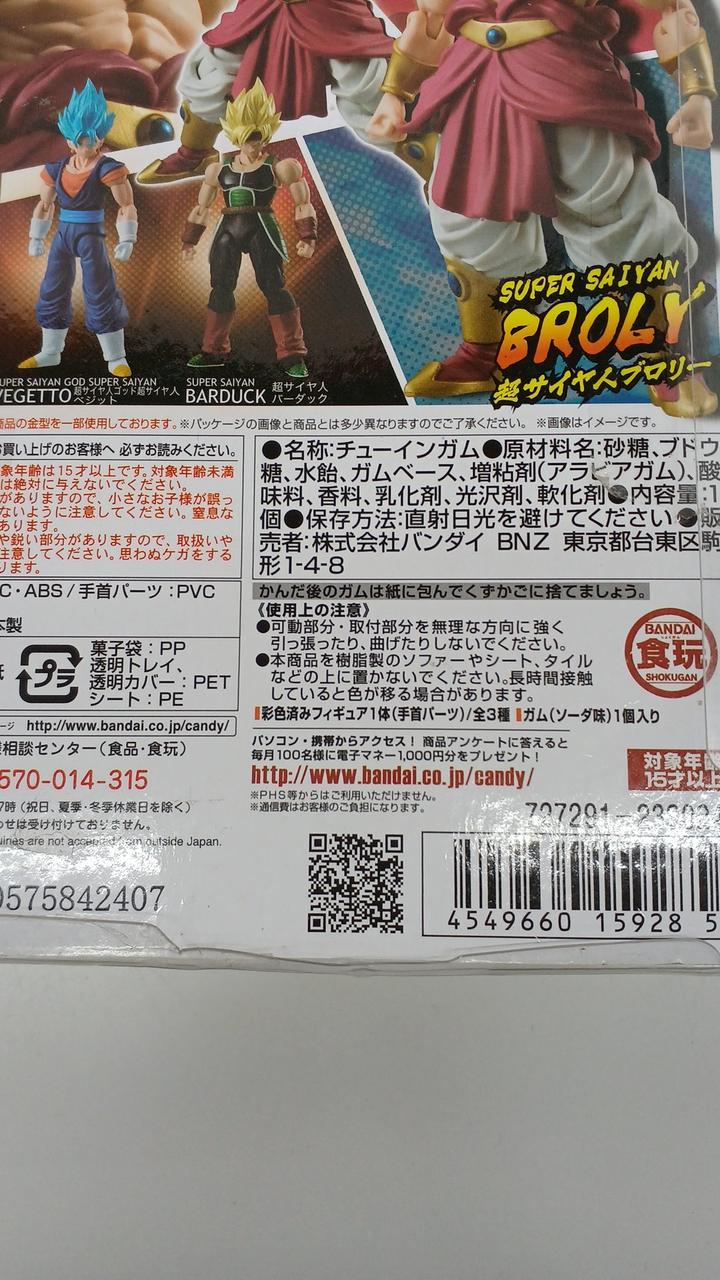 SUPER SAIYAN
BROLY
超サイヤ人ブロリー
UPER SAIYAN GOD SUPER SAIYAN
VEGETTO 超サイヤ人ゴッド超サイヤ人
ベジット
SUPER SAIYAN
BARDUCK
超サイヤ人
バーダック
商品の金型を一部使用しております。※パッケージの画像と商品とは多少異なりますのでご了承ください。 ※画像はイメージです。
お買い上げのお客様へ 必ずお読みください。
象年齢は15才以上です。対象年齢未満
は絶対に与えないでください。
がありますので、小さなお子様が誤っ
ないように注意してください。窒息な
あります。
や鋭い部分がありますので、取扱いや
注意してください。思わぬケガをする
ります。
C・ABS / 手首パーツ:PVC
本製
紙
プラ
菓子袋:PP
透明トレイ、
透明カバー:PET
シート:PE
ージ http://www.bandai.co.jp/candy/
相談センター(食品・食玩)
570-014-315
7時(祝日、夏季・冬季休業日を除く)
わせは受け付けておりません。
uiries are not accepted from outside Japan.
0575842407
●名称:チューインガム●原材料名:砂糖、ブドウ
糖、水飴、ガムベース、増粘剤(アラビアガム)、酸
味料、香料、乳化剤、光沢剤、軟化剤●内容量:1
個●保存方法:直射日光を避けてください●販
売者:株式会社バンダイ BNZ 東京都台東区駒
形1-4-8
かんだ後のガムは紙に包んでくずかごに捨てましょう。
《使用上の注意》
●可動部分・取付部分を無理な方向に強く
引っ張ったり、曲げたりしないでください。
●本商品を樹脂製のソファーやシート、タイル
などの上に置かないでください。長時間接触
していると色が移る場合があります。
BANDAI
食玩
SHOKUGAN
彩色済みフィギュア1体(手首パーツ)/全3種 ガム(ソーダ味)1個入り
パソコン・携帯からアクセス! 商品アンケートに答えると
毎月100名様に電子マネー1,000円分をプレゼント!
http://www.bandai.co.jp/candy/
※PHS等からはご利用いただけません。
※通信費はお客様のご負担になります。
対象年齢
15才以上
4549660 15928 5